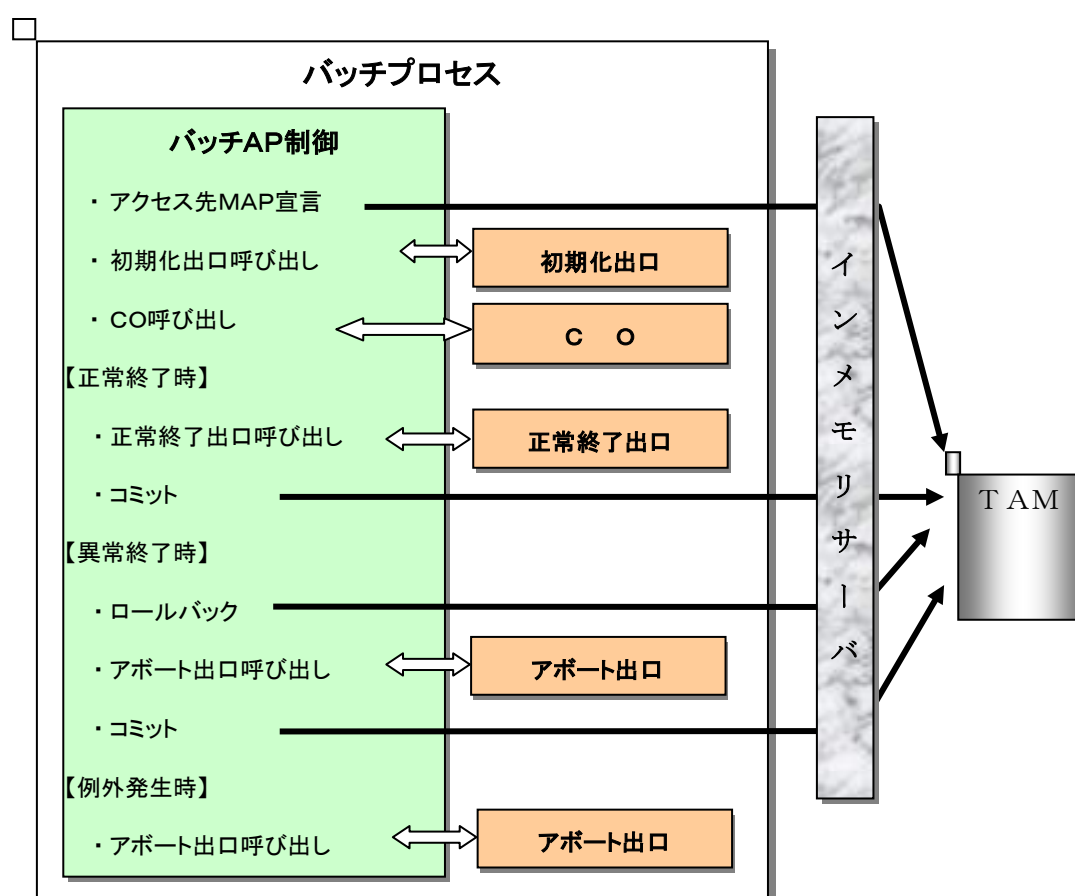 バッチプロセス
バッチAP制御
・ アクセス先MAP宣言
・ 初期化出口呼び出し
初期化出口
・ CO呼び出し
C O
【正常終了時】
・正常終了出口呼び出し
正常終了出口
・コミット
【異常終了時】
・ロールバック
・アボート出口呼び出し
アボート出口
・コミット
【例外発生時】
・アボート出口呼び出し
アボート出口
インメモリサーバ
TAM